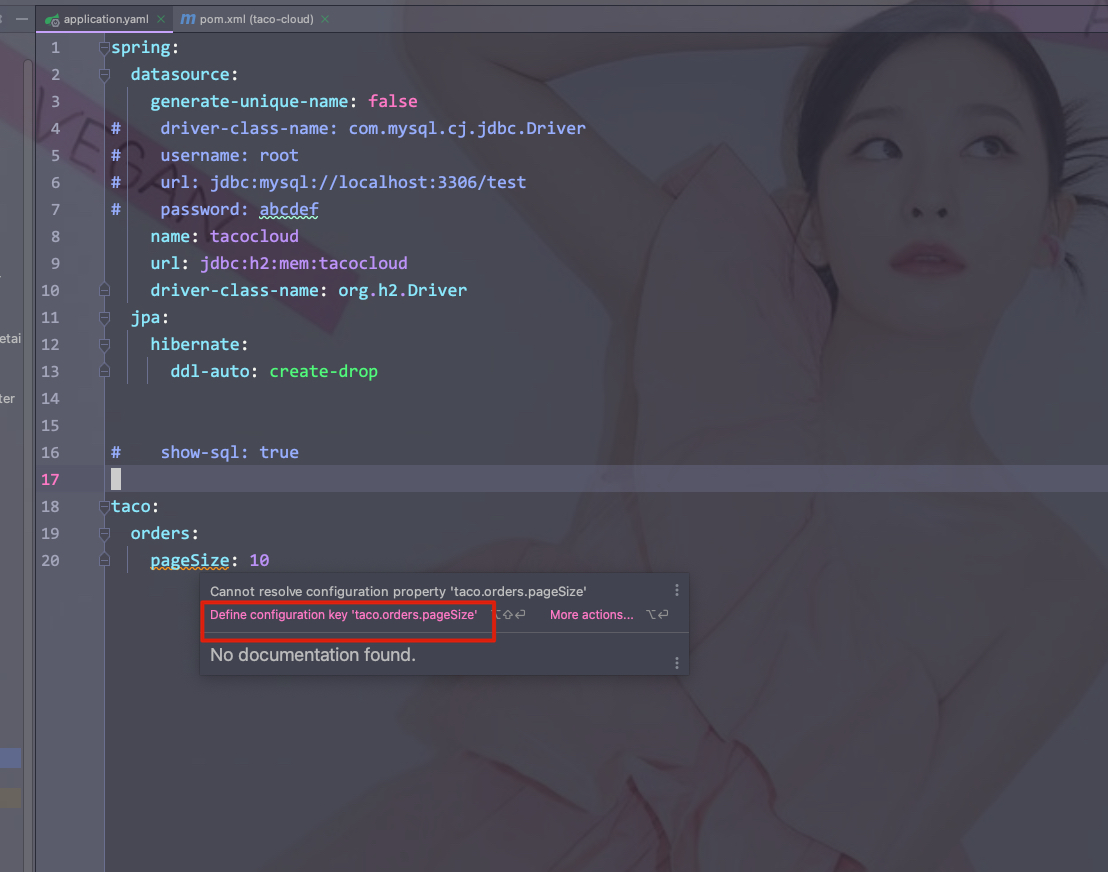 application.yaml
pom.xml (taco-cloud)
1 spring:
2 datasource:
3 generate-unique-name: false
4 # driver-class-name: com.mysql.cj.jdbc.Driver
5 # username: root
6 # url: jdbc:mysql://localhost:3306/test
7 # password: abcdef
8 name: tacocloud
9 url: jdbc:h2:mem:tacocloud
10 driver-class-name: org.h2.Driver
11 jpa:
etai
12 hibernate:
13 ddl-auto: create-drop
ter
14
15
16 # show-sql: true
17
18 taco:
19 orders:
20 pageSize: 10
Cannot resolve configuration property 'taco.orders.pageSize'
Define configuration key 'taco.orders.pageSize' ⌥⇧⏎ More actions... ⌥⏎
No documentation found.
VEGAN